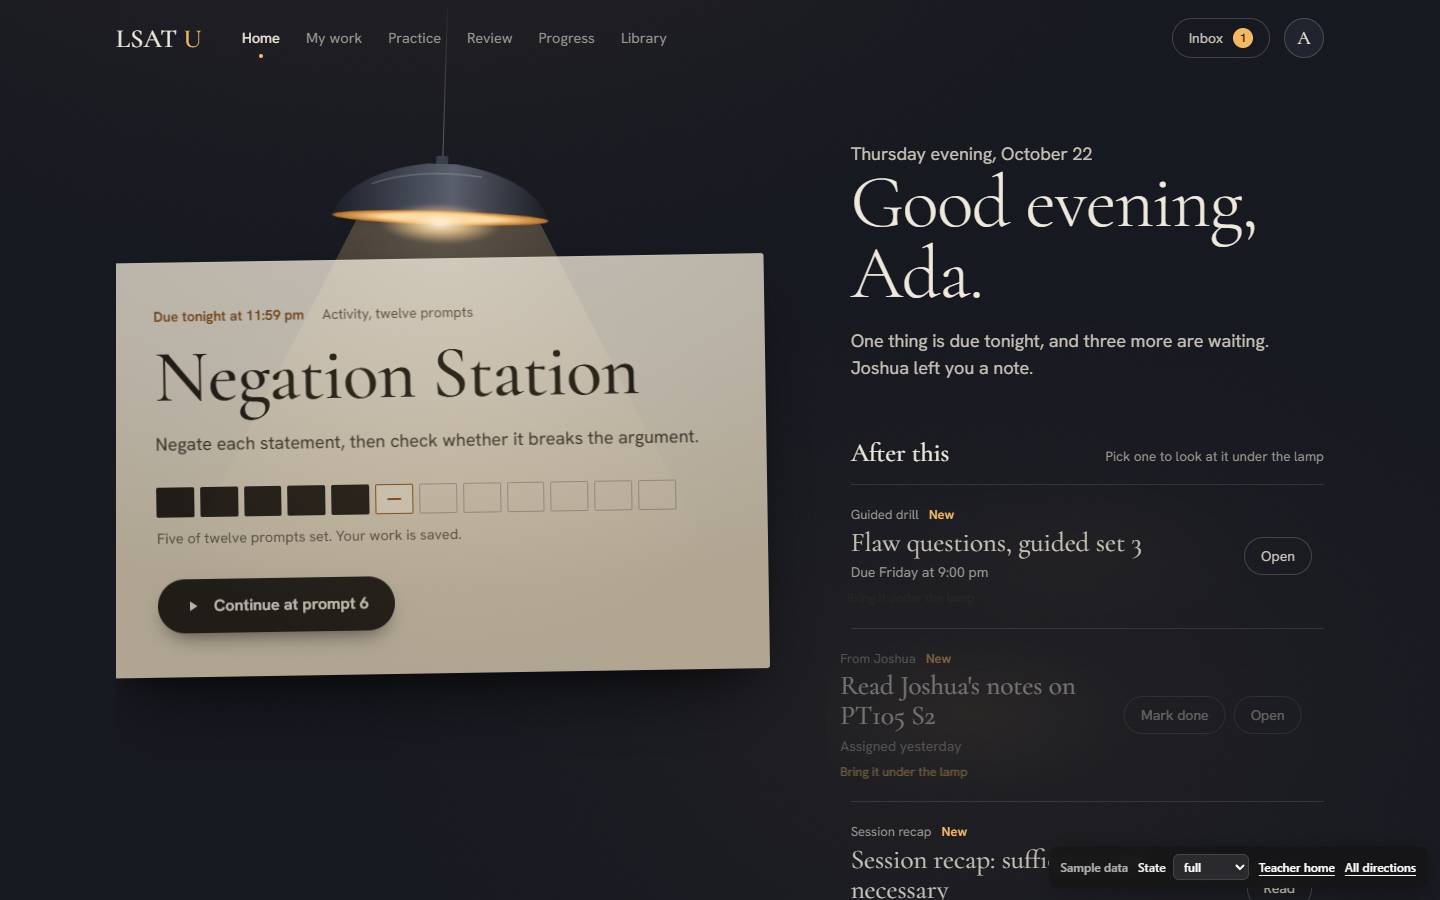 LSAT U
Home
My work
Practice
Review
Progress
Library
Inbox 1
A
Due tonight at 11:59 pm
Activity, twelve prompts
Negation Station
Negate each statement, then check whether it breaks the argument.
Five of twelve prompts set. Your work is saved.
Continue at prompt 6
Thursday evening, October 22
Good evening,
Ada.
One thing is due tonight, and three more are waiting.
Joshua left you a note.
After this
Pick one to look at it under the lamp
Guided drill New
Flaw questions, guided set 3
Due Friday at 9:00 pm
Bring it under the lamp
Open
From Joshua New
Read Joshua's notes on
PT105 S2
Assigned yesterday
Bring it under the lamp
Mark done
Open
Session recap New
Session recap:
necessary
Read
Sample data
State
full
Teacher home
All directions